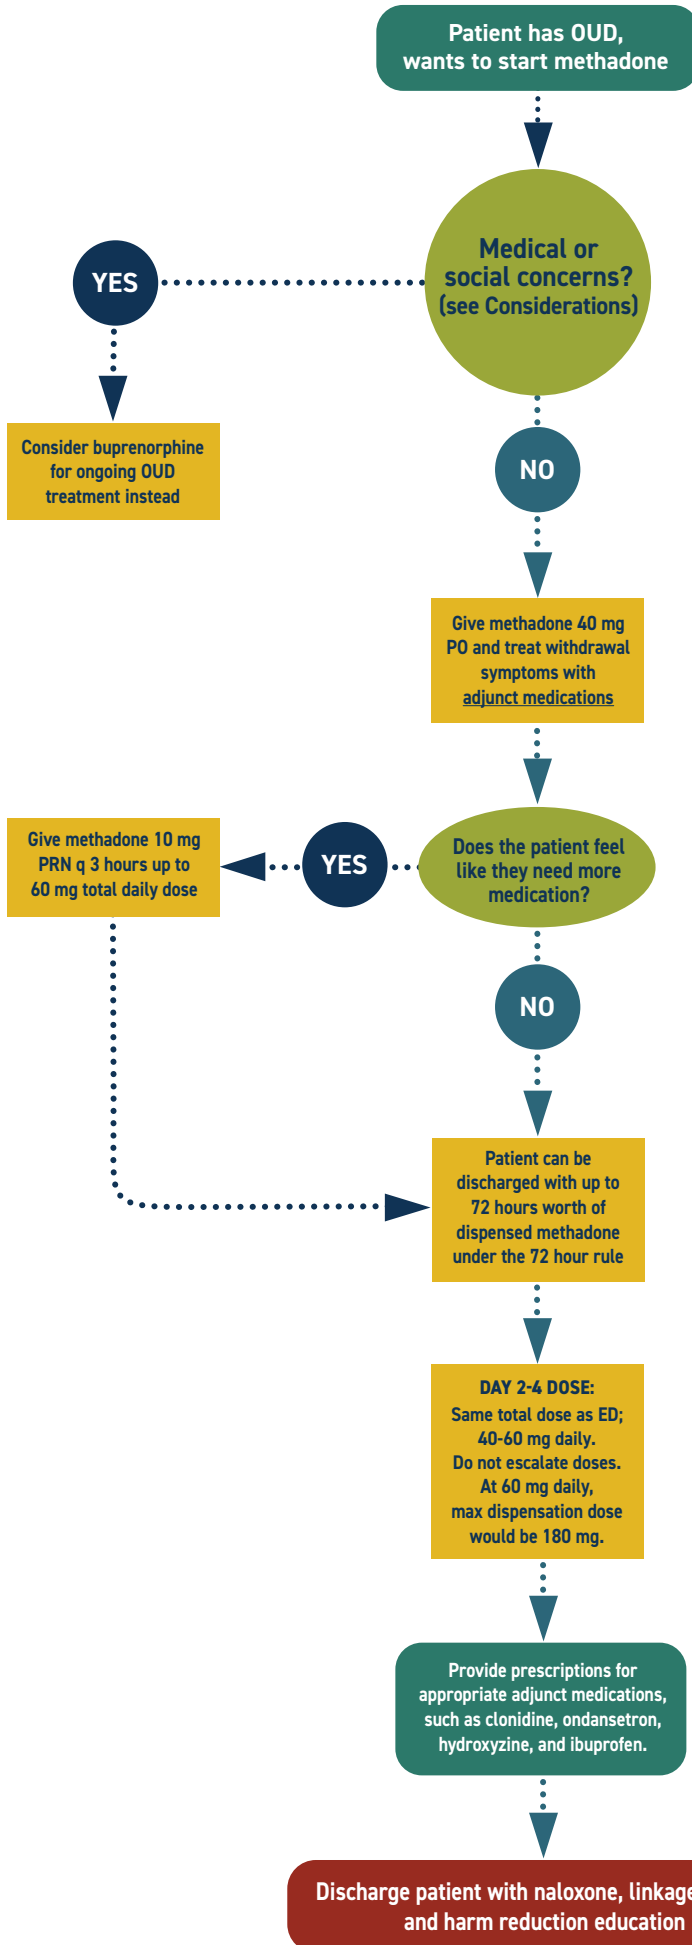 Patient has OUD,
wants to start methadone
Medical or
social concerns?
(see Considerations)
YES
Consider buprenorphine
for ongoing OUD
treatment instead
NO
Give methadone 40 mg
PO and treat withdrawal
symptoms with
adjunct medications
Does the patient feel
like they need more
medication?
YES
Give methadone 10 mg
PRN q 3 hours up to
60 mg total daily dose
NO
Patient can be
discharged with up to
72 hours worth of
dispensed methadone
under the 72 hour rule
DAY 2-4 DOSE:
Same total dose as ED;
40-60 mg daily.
Do not escalate doses.
At 60 mg daily,
max dispensation dose
would be 180 mg.
Provide prescriptions for
appropriate adjunct medications,
such as clonidine, ondansetron,
hydroxyzine, and ibuprofen.
Discharge patient with naloxone, linkage
and harm reduction education